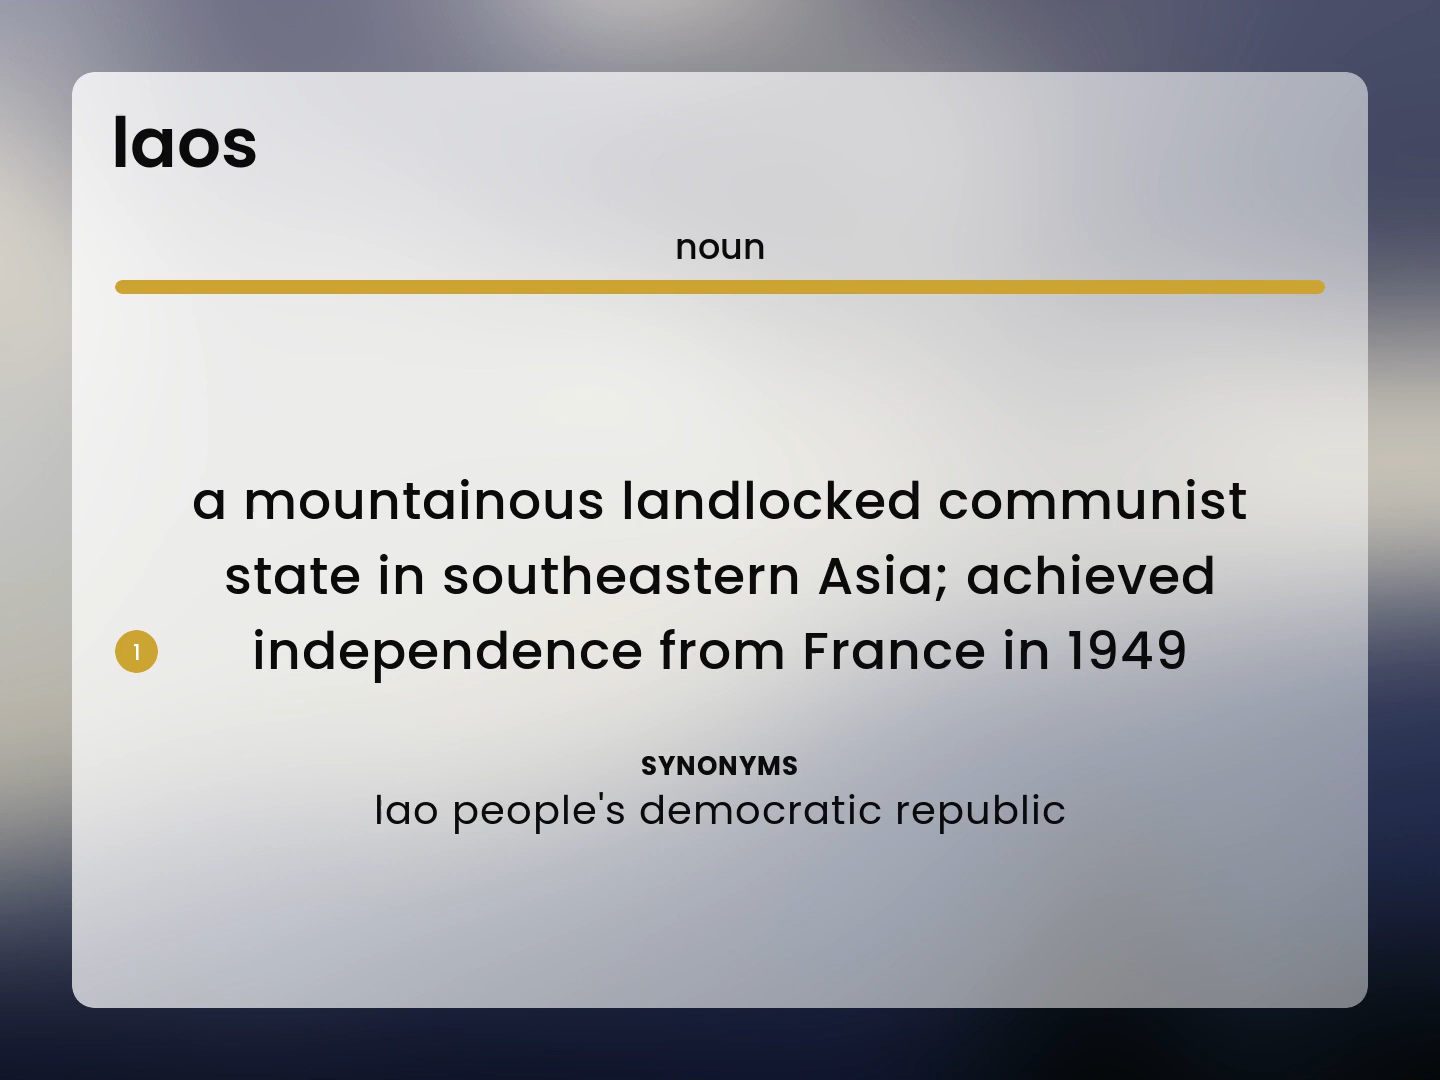 laos
noun
a mountainous landlocked communist
state in southeastern Asia; achieved
1 independence from France in 1949
SYNONYMS
lao people's democratic republic